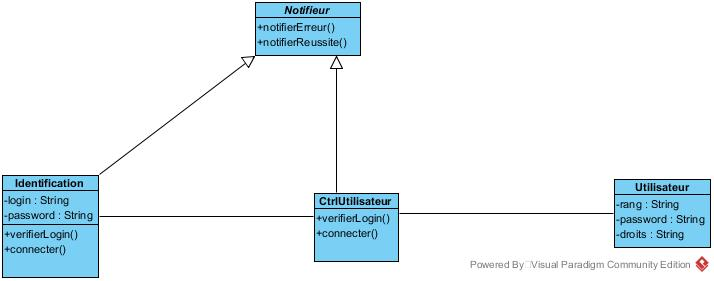 Notifieur
+notifierErreur()
+notifierReussite()
Identification
-login : String
-password : String
+verifierLogin()
+connecter()
CtrlUtilisateur
+verifierLogin()
+connecter()
Utilisateur
-rang : String
-password : String
-droits : String
Powered By Visual Paradigm Community Edition